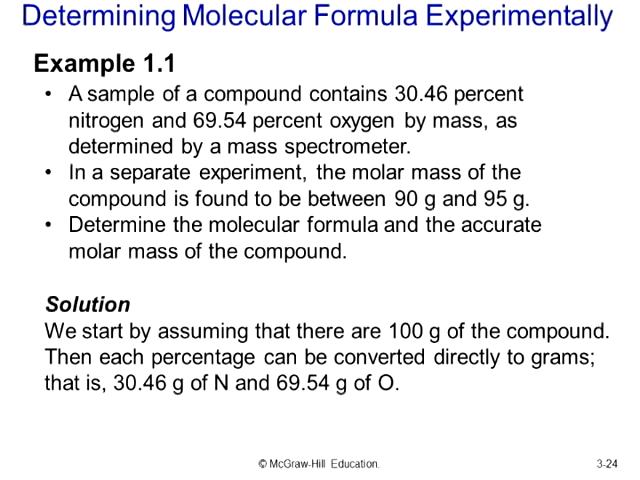 Determining Molecular Formula Experimentally
Example 1.1
• A sample of a compound contains 30.46 percent
nitrogen and 69.54 percent oxygen by mass, as
determined by a mass spectrometer.
• In a separate experiment, the molar mass of the
compound is found to be between 90 g and 95 g.
• Determine the molecular formula and the accurate
molar mass of the compound.
Solution
We start by assuming that there are 100 g of the compound.
Then each percentage can be converted directly to grams;
that is, 30.46 g of N and 69.54 g of O.
© McGraw-Hill Education.
3-24